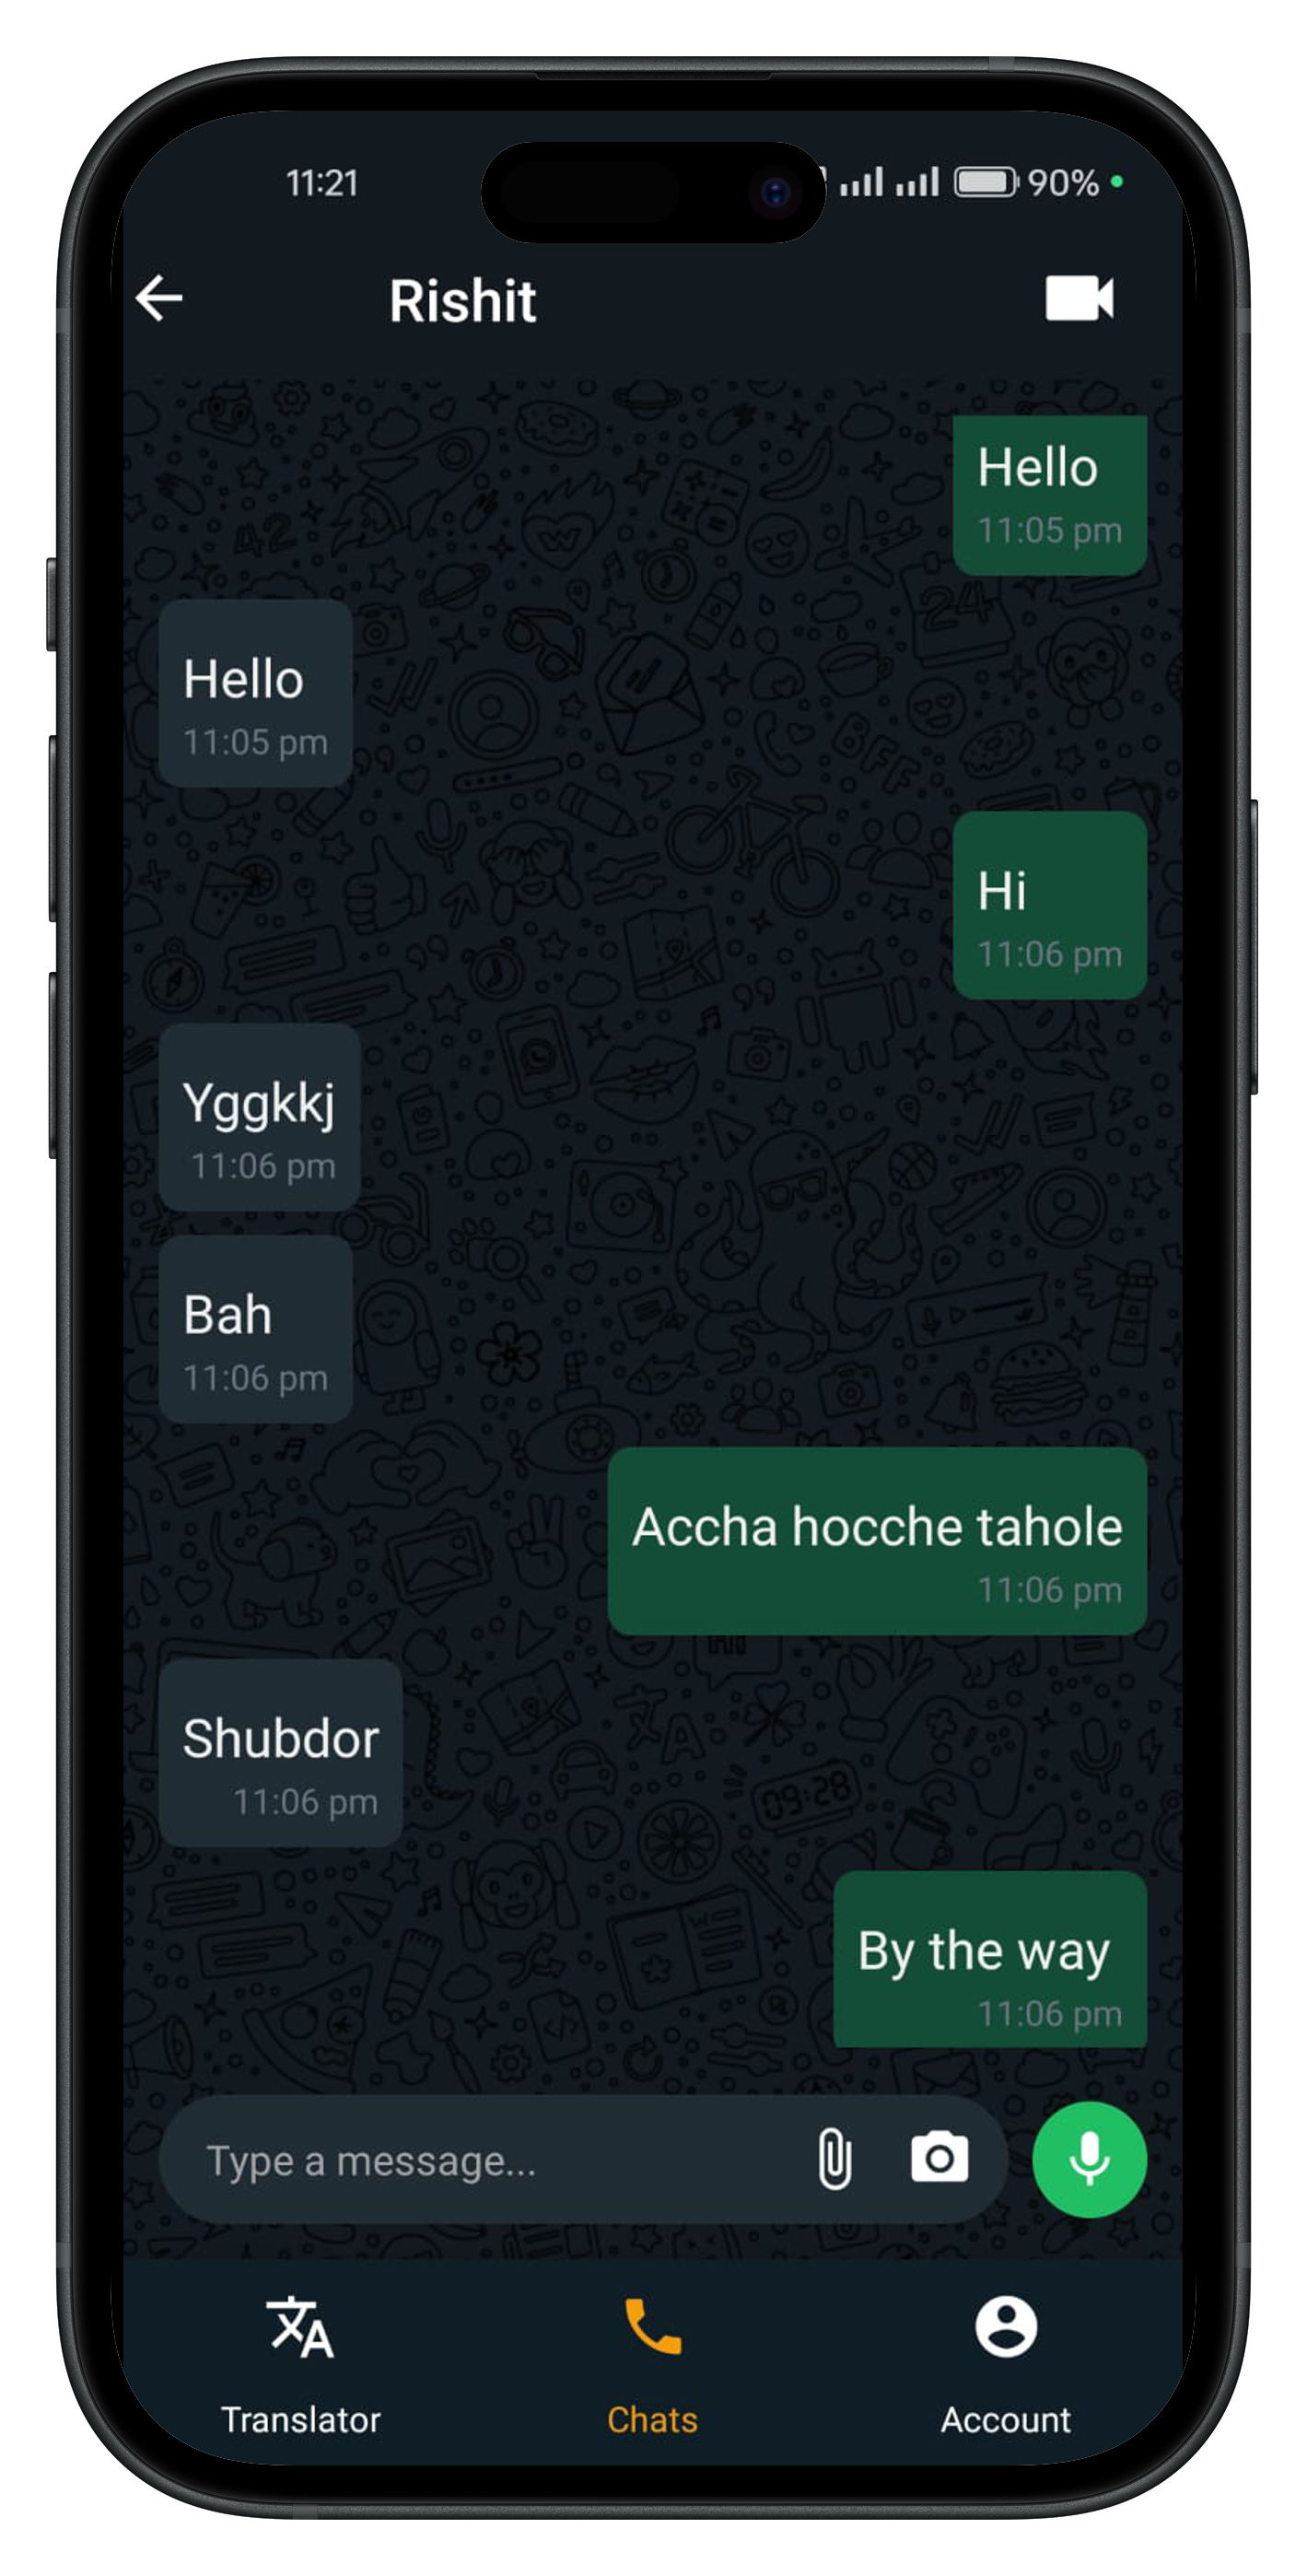 11:21
90%
Rishit
Hello
11:05 pm
Hello
11:05 pm
Hi
11:06 pm
Yggkkj
11:06 pm
Bah
11:06 pm
Accha hocche tahole
11:06 pm
Shubdor
11:06 pm
By the way
11:06 pm
Type a message...
Translator
Chats
Account